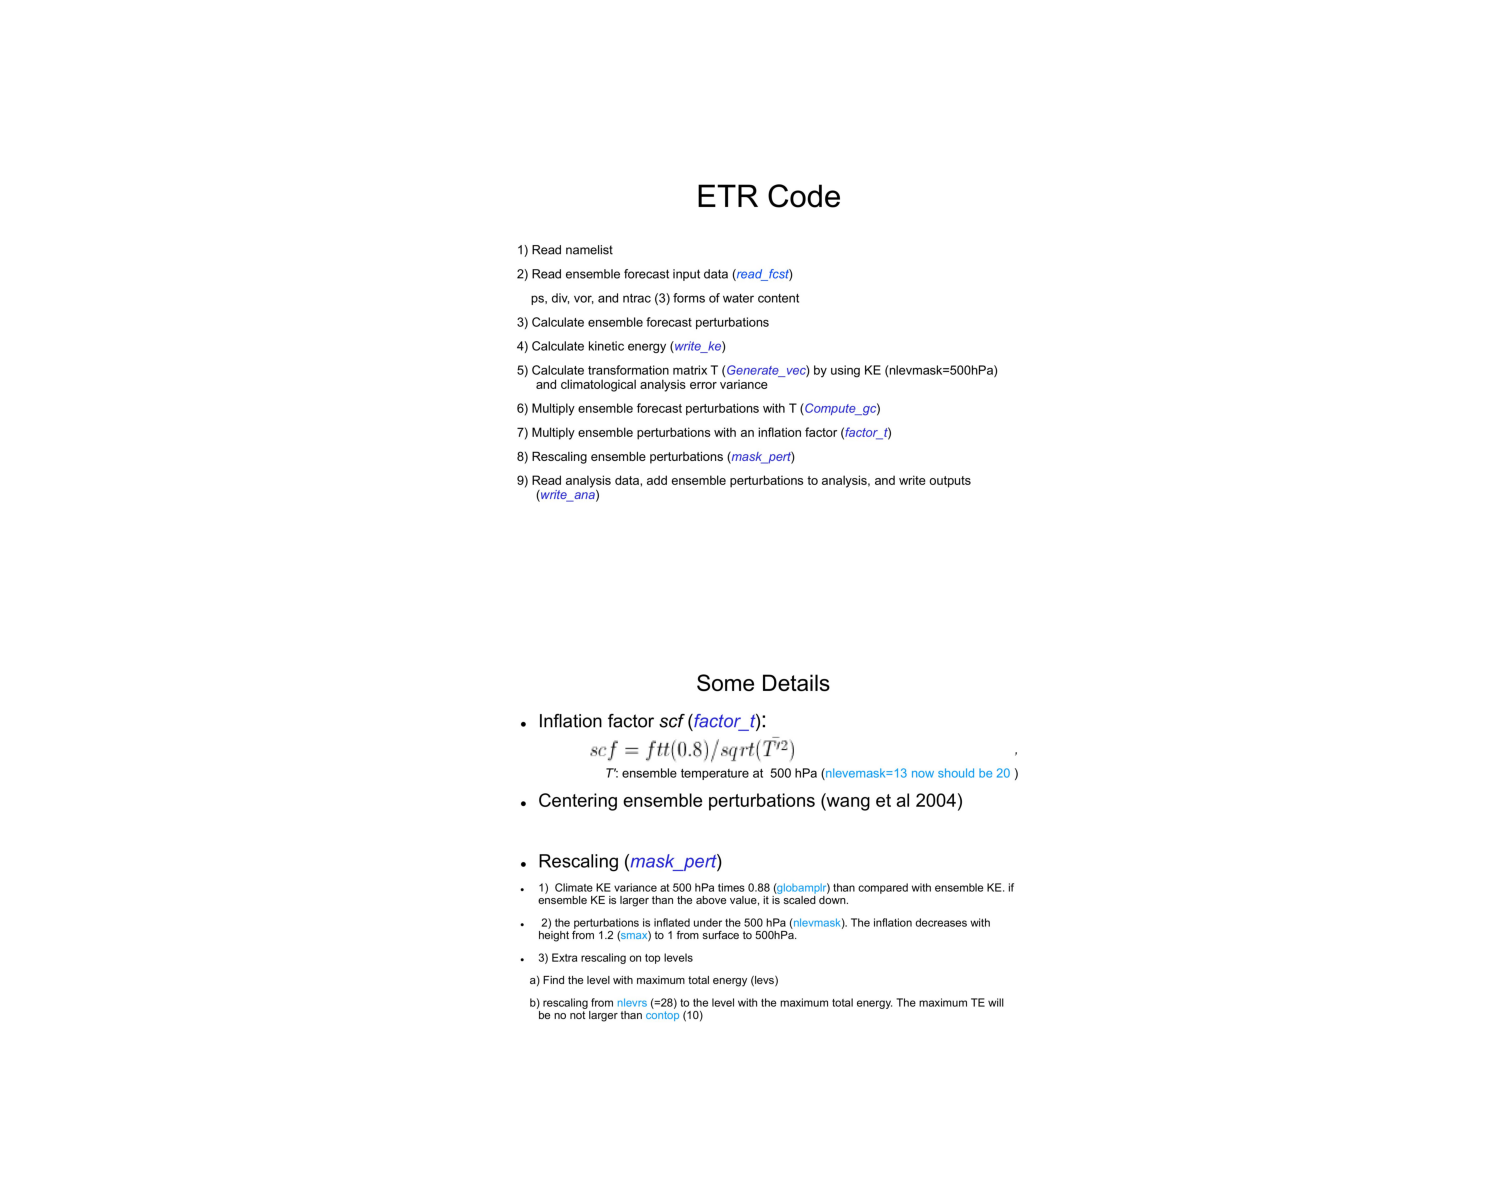 ETR Code
1) Read namelist
2) Read ensemble forecast input data (read_fcst)
ps, div, vor, and ntrac (3) forms of water content
3) Calculate ensemble forecast perturbations
4) Calculate kinetic energy (write_ke)
5) Calculate transformation matrix T (Generate_vec) by using KE (nlevmask=500hPa)
and climatological analysis error variance
6) Multiply ensemble forecast perturbations with T (Compute_gc)
7) Multiply ensemble perturbations with an inflation factor (factor_t)
8) Rescaling ensemble perturbations (mask_pert)
9) Read analysis data, add ensemble perturbations to analysis, and write outputs
(write_ana)
Some Details
• Inflation factor scf (factor_t):
scf = ftt(0.8)/sqrt(T̄'²) ,
T': ensemble temperature at 500 hPa (nlevemask=13 now should be 20 )
• Centering ensemble perturbations (wang et al 2004)
• Rescaling (mask_pert)
• 1) Climate KE variance at 500 hPa times 0.88 (globamplr) than compared with ensemble KE. if
ensemble KE is larger than the above value, it is scaled down.
• 2) the perturbations is inflated under the 500 hPa (nlevmask). The inflation decreases with
height from 1.2 (smax) to 1 from surface to 500hPa.
• 3) Extra rescaling on top levels
a) Find the level with maximum total energy (levs)
b) rescaling from nlevrs (=28) to the level with the maximum total energy. The maximum TE will
be no not larger than contop (10)